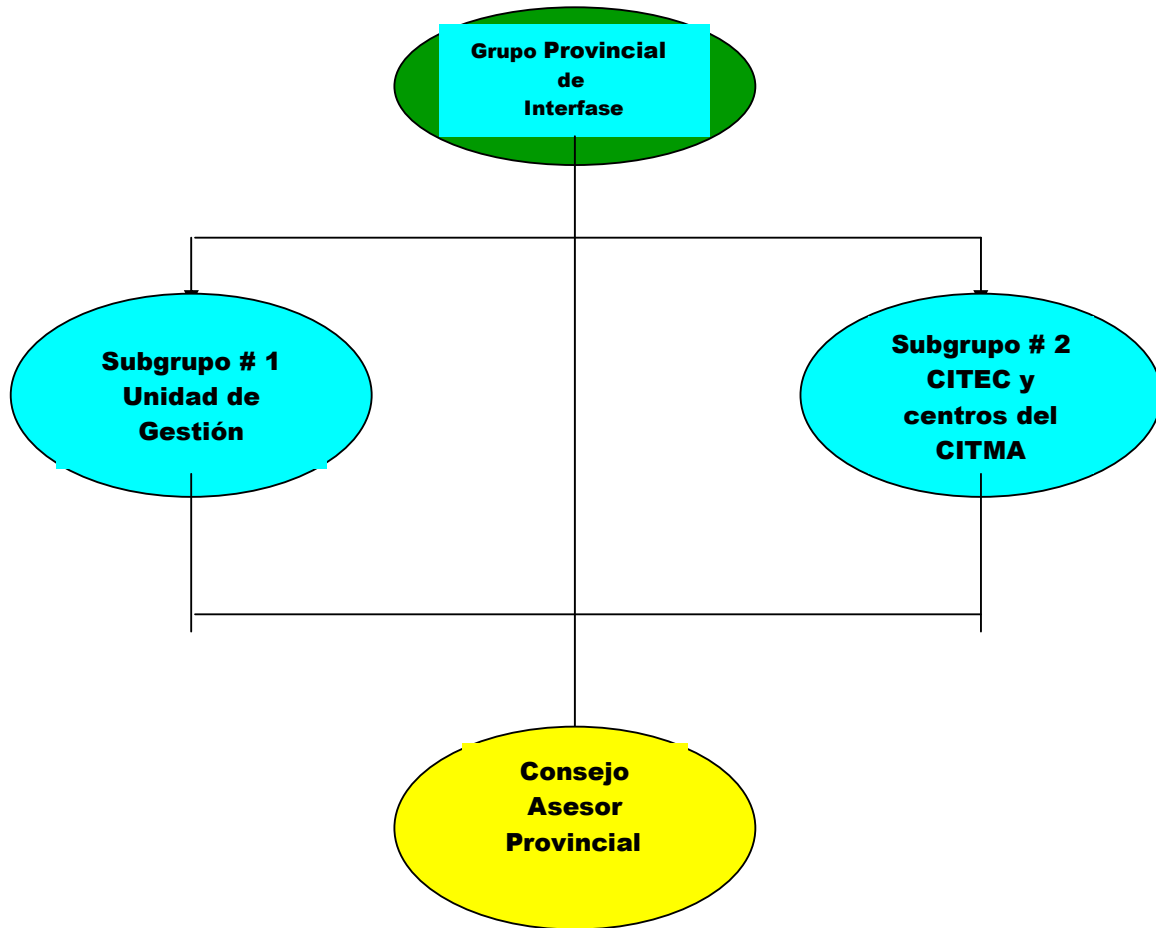 Grupo Provincial
de
Interfase
Subgrupo # 1
Unidad de
Gestión
Subgrupo # 2
CITEC y
centros del
CITMA
Consejo
Asesor
Provincial